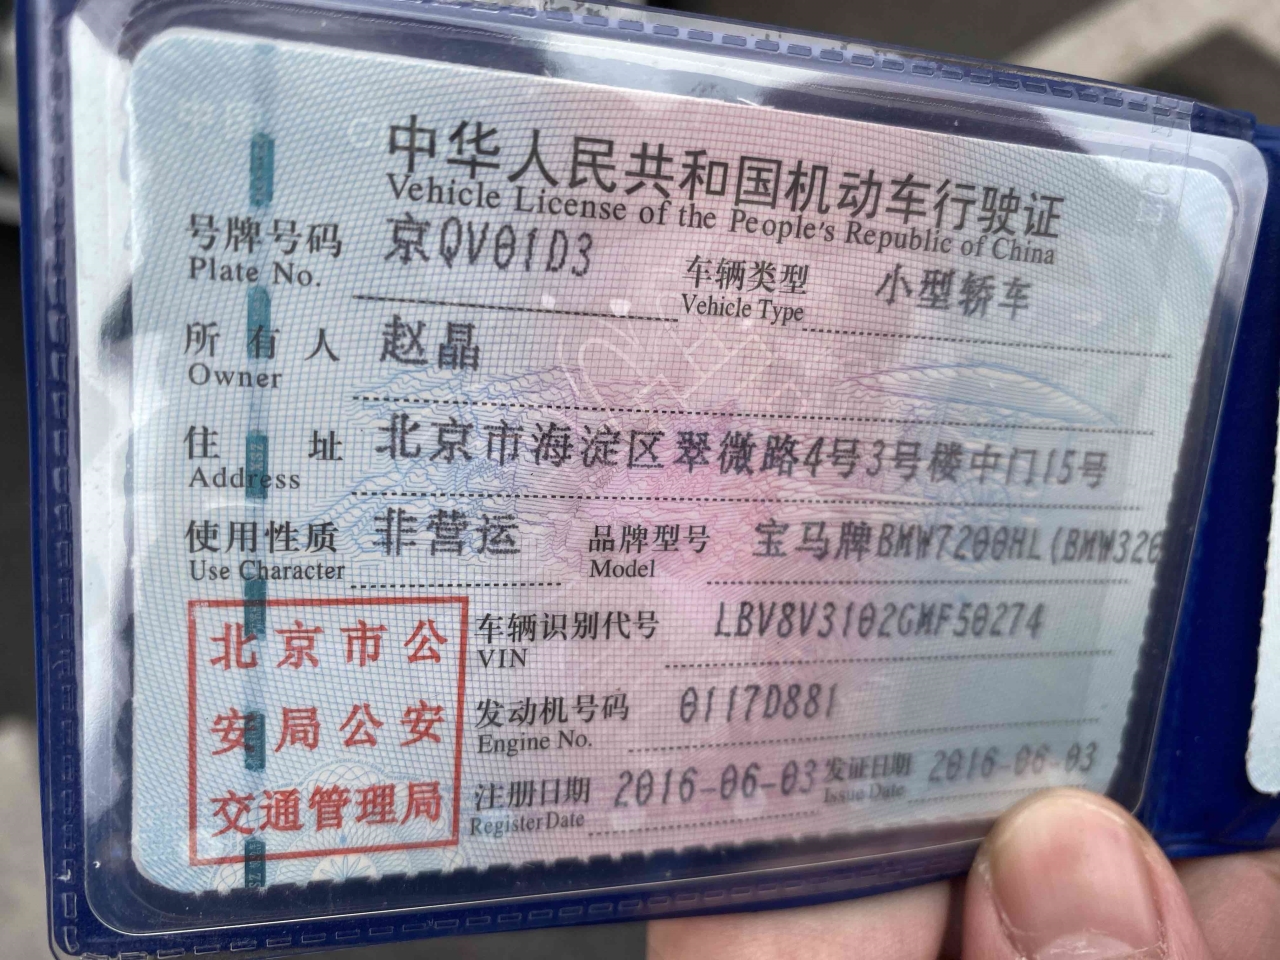 中华人民共和国机动车行驶证
Vehicle License of the People's Republic of China
号牌号码 京QV01D3
Plate No.
车辆类型 小型轿车
Vehicle Type
所有人 赵晶
Owner
住址 北京市海淀区翠微路4号3号楼中门15号
Address
使用性质 非营运
Use Character
品牌型号 宝马牌BMW7200HL(BMW320
Model
北京市公
安局公安
交通管理局
车辆识别代号 LBV8V3102GMF50274
VIN
发动机号码 0117D881
Engine No.
注册日期 2016-06-03
Register Date
发证日期 2016-06-03
Issue Date